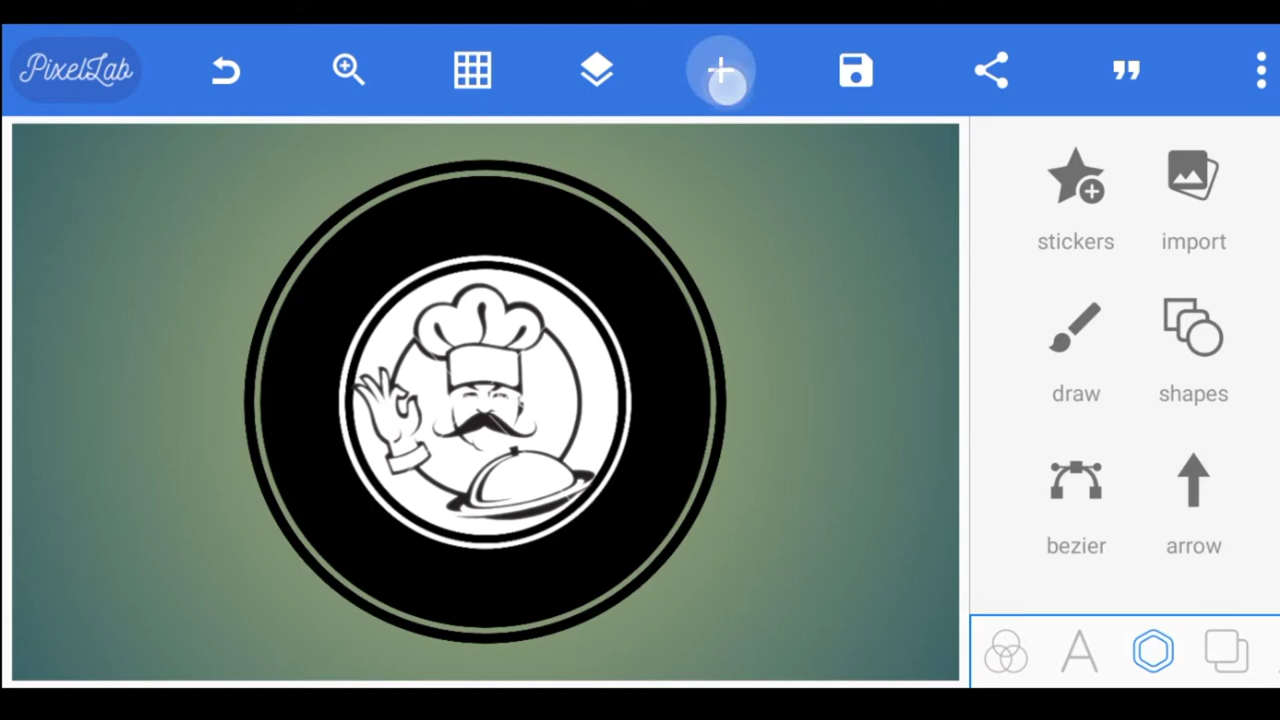 PixelLab
stickers
import
draw
shapes
bezier
arrow